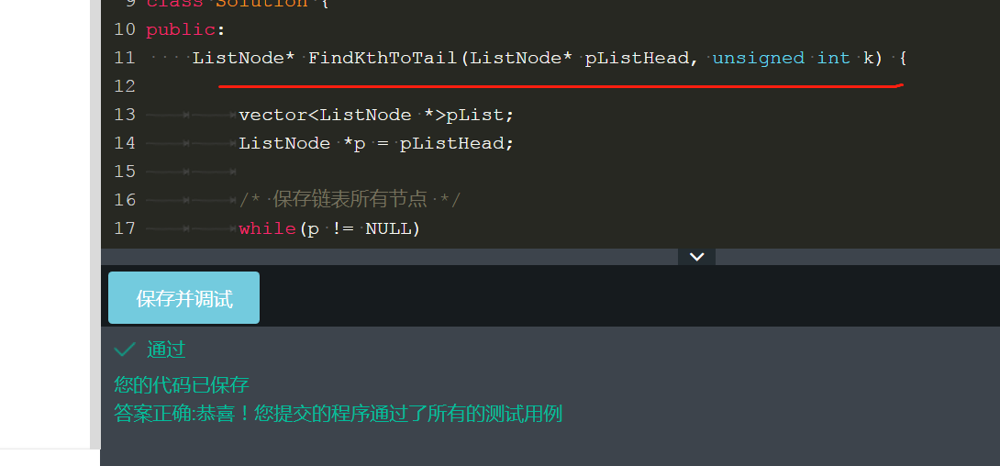 9 class Solution {
10 public:
11 ListNode* FindKthToTail(ListNode* pListHead, unsigned int k) {
12
13 vector<ListNode *>pList;
14 ListNode *p = pListHead;
15
16 /* 保存链表所有节点 */
17 while(p != NULL)
保存并调试
通过
您的代码已保存
答案正确:恭喜！您提交的程序通过了所有的测试用例